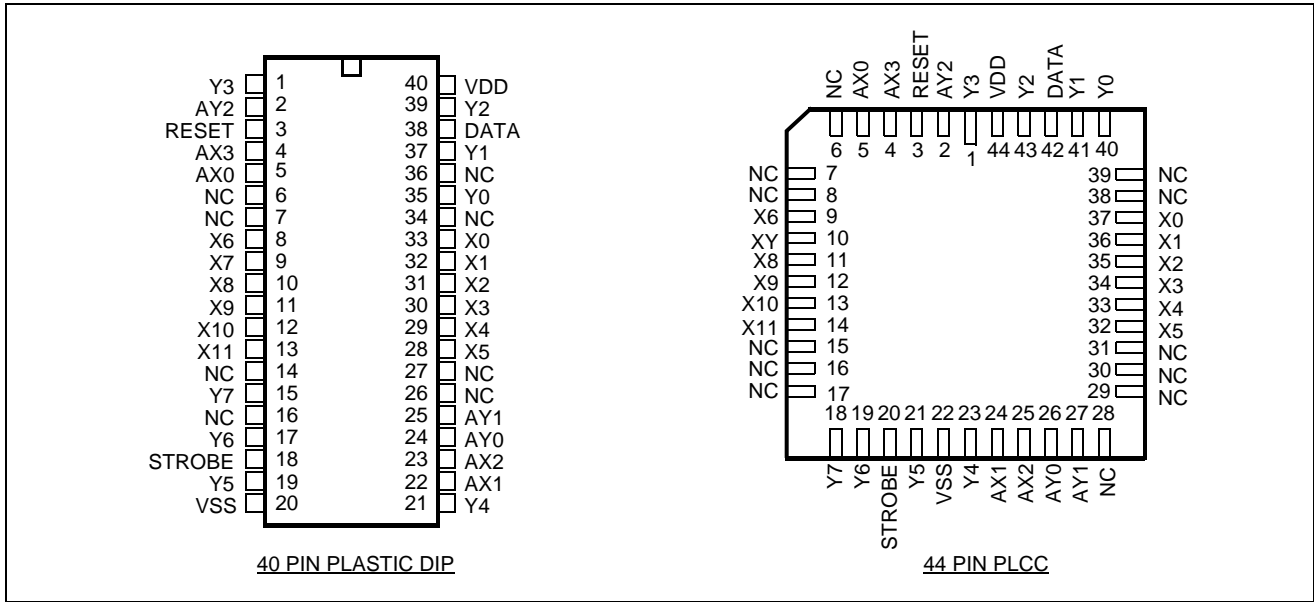 Y3 1 40 VDD
AY2 2 39 Y2
RESET 3 38 DATA
AX3 4 37 Y1
AX0 5 36 NC
NC 6 35 Y0
NC 7 34 NC
X6 8 33 X0
X7 9 32 X1
X8 10 31 X2
X9 11 30 X3
X10 12 29 X4
X11 13 28 X5
NC 14 27 NC
Y7 15 26 NC
NC 16 25 AY1
Y6 17 24 AY0
STROBE 18 23 AX2
Y5 19 22 AX1
VSS 20 21 Y4
40 PIN PLASTIC DIP
NC AX0 AX3 RESET AY2 Y3 VDD Y2 DATA Y1 Y0
6 5 4 3 2 1 44 43 42 41 40
NC 7 39 NC
NC 8 38 NC
X6 9 37 X0
XY 10 36 X1
X8 11 35 X2
X9 12 34 X3
X10 13 33 X4
X11 14 32 X5
NC 15 31 NC
NC 16 30 NC
NC 17 29 NC
18 19 20 21 22 23 24 25 26 27 28
Y7 Y6 STROBE Y5 VSS Y4 AX1 AX2 AY0 AY1 NC
44 PIN PLCC